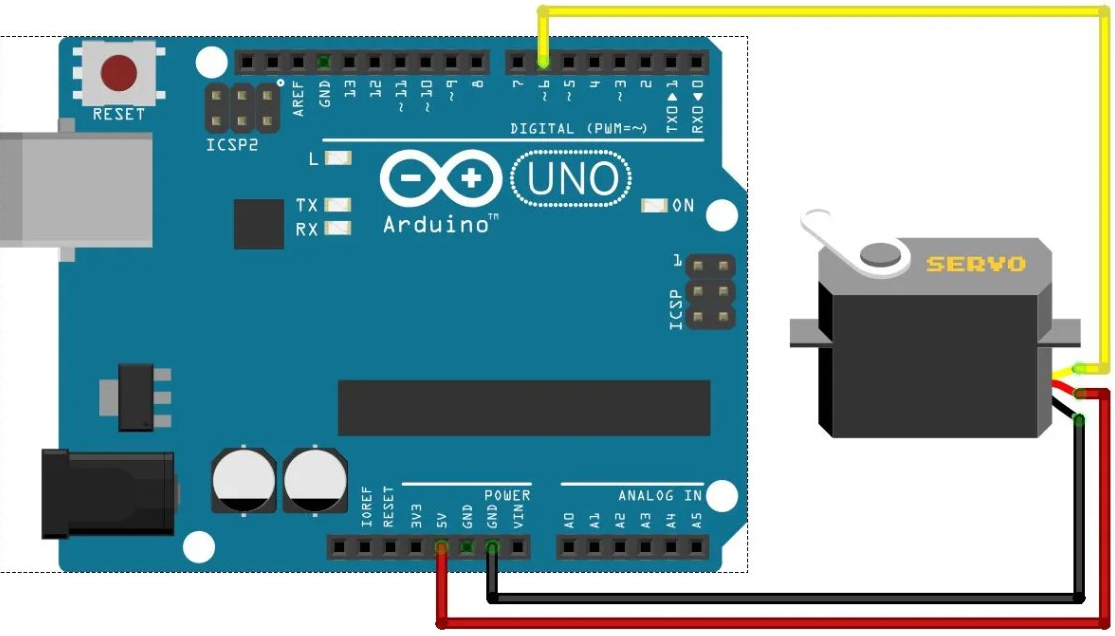 RESET
ICSP2
AREF
GND
13
12
~11
~10
~9
8
7
~6
~5
4
~3
2
TX0▶1
RX0◀0
DIGITAL (PWM=~)
L
TX
RX
UNO
Arduino™
ON
1
ICSP
SERVO
POWER
ANALOG IN
IOREF
RESET
3V3
5V
GND
GND
VIN
A0
A1
A2
A3
A4
A5